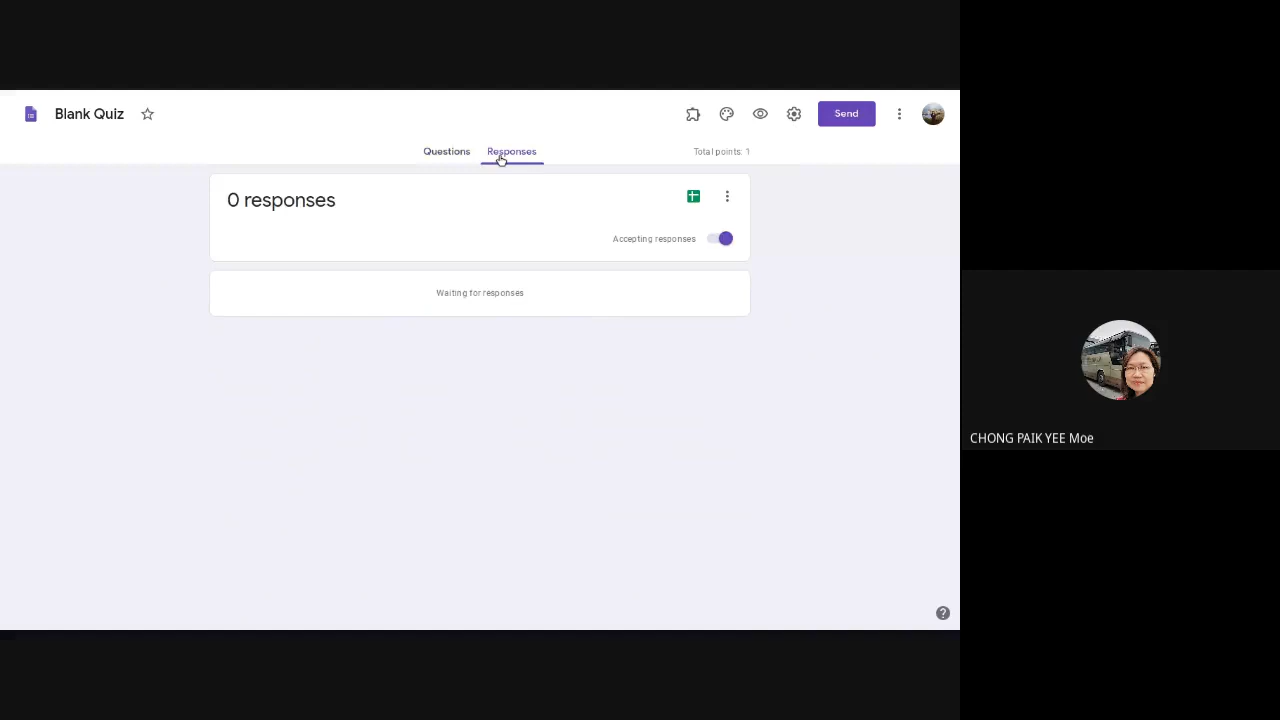 Blank Quiz
Send
Questions Responses Total points: 1
0 responses
Accepting responses
Waiting for responses
CHONG PAIK YEE Moe